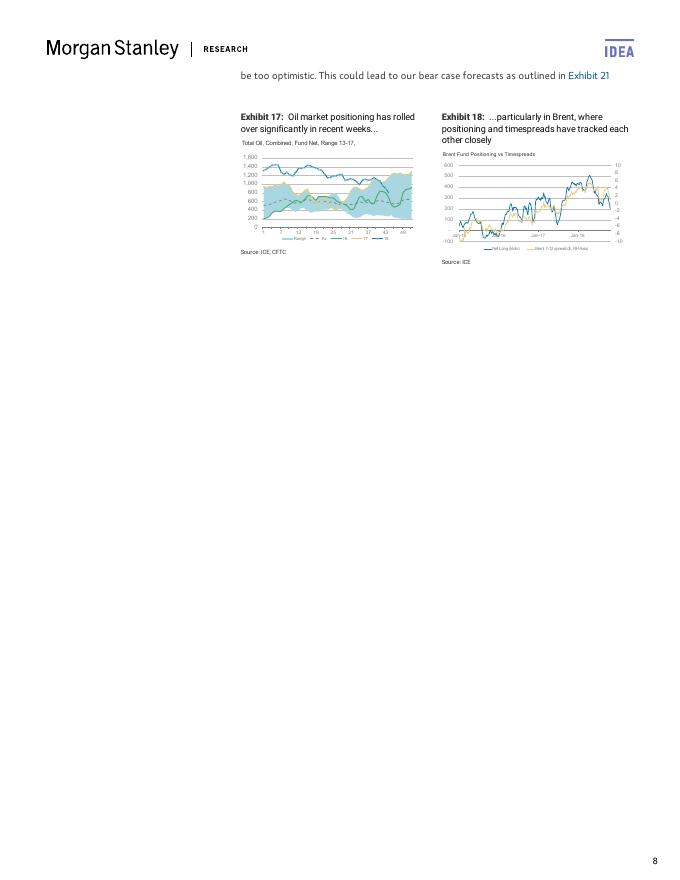 Morgan Stanley | RESEARCH
IDEA
be too optimistic. This could lead to our bear case forecasts as outlined in Exhibit 21
Exhibit 17: Oil market positioning has rolled
over significantly in recent weeks...
Total Oil, Combined, Fund Net, Range 13-17,
1,600
1,400
1,200
1,000
800
600
400
200
0
1 7 13 19 25 31 37 43 49
Range Av 16 17 18
Source: ICE, CFTC
Exhibit 18: ...particularly in Brent, where
positioning and timespreads have tracked each
other closely
Brent Fund Positioning vs Timespreads
600 10
500 8
400 6
300 4
200 2
100 0
- -2
-100 -4
-6
-8
-10
Jan-17 Jan-18
Net Long (klots) Brent 1-12 spread ($, RH Axis)
Source: ICE
8